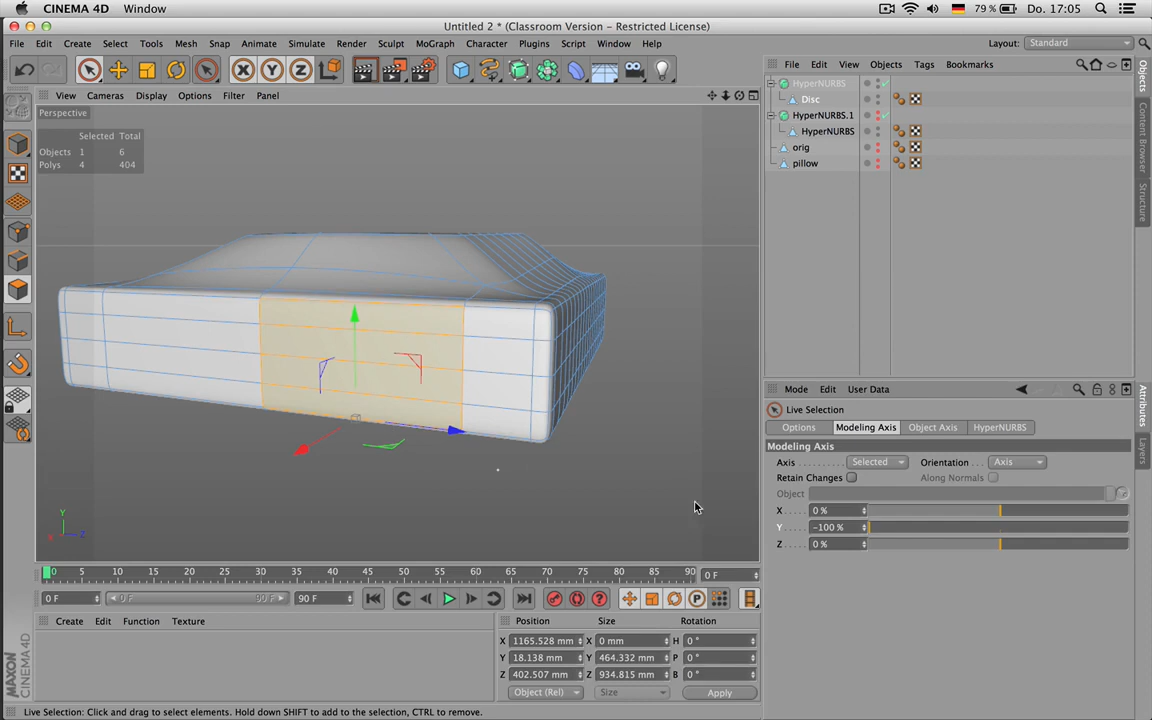 CINEMA 4D Window 79 % Do. 17:05
Untitled 2 * (Classroom Version - Restricted License)
File Edit Create Select Tools Mesh Snap Animate Simulate Render Sculpt MoGraph Character Plugins Script Window Help Layout: Standard
X Y Z
File Edit View Objects Tags Bookmarks
HyperNURBS
Disc
HyperNURBS.1
HyperNURBS
orig
pillow
Objects
Content Browser
Structure
View Cameras Display Options Filter Panel
Perspective
Selected Total
Objects 1 6
Polys 4 404
Y
X Z
Mode Edit User Data
Live Selection
Options Modeling Axis Object Axis HyperNURBS
Modeling Axis
Axis Selected Orientation Axis
Retain Changes Along Normals
Object
X 0 %
Y -100 %
Z 0 %
Attributes
Layers
0 5 10 15 20 25 30 35 40 45 50 55 60 65 70 75 80 85 90 0 F
0 F 0 F 90 F 90 F
P
Create Edit Function Texture
Position Size Rotation
X 1165.528 mm X 0 mm H 0 °
Y 18.138 mm Y 464.332 mm P 0 °
Z 402.507 mm Z 934.815 mm B 0 °
Object (Rel) Size Apply
MAXON
CINEMA 4D
Live Selection: Click and drag to select elements. Hold down SHIFT to add to the selection, CTRL to remove.